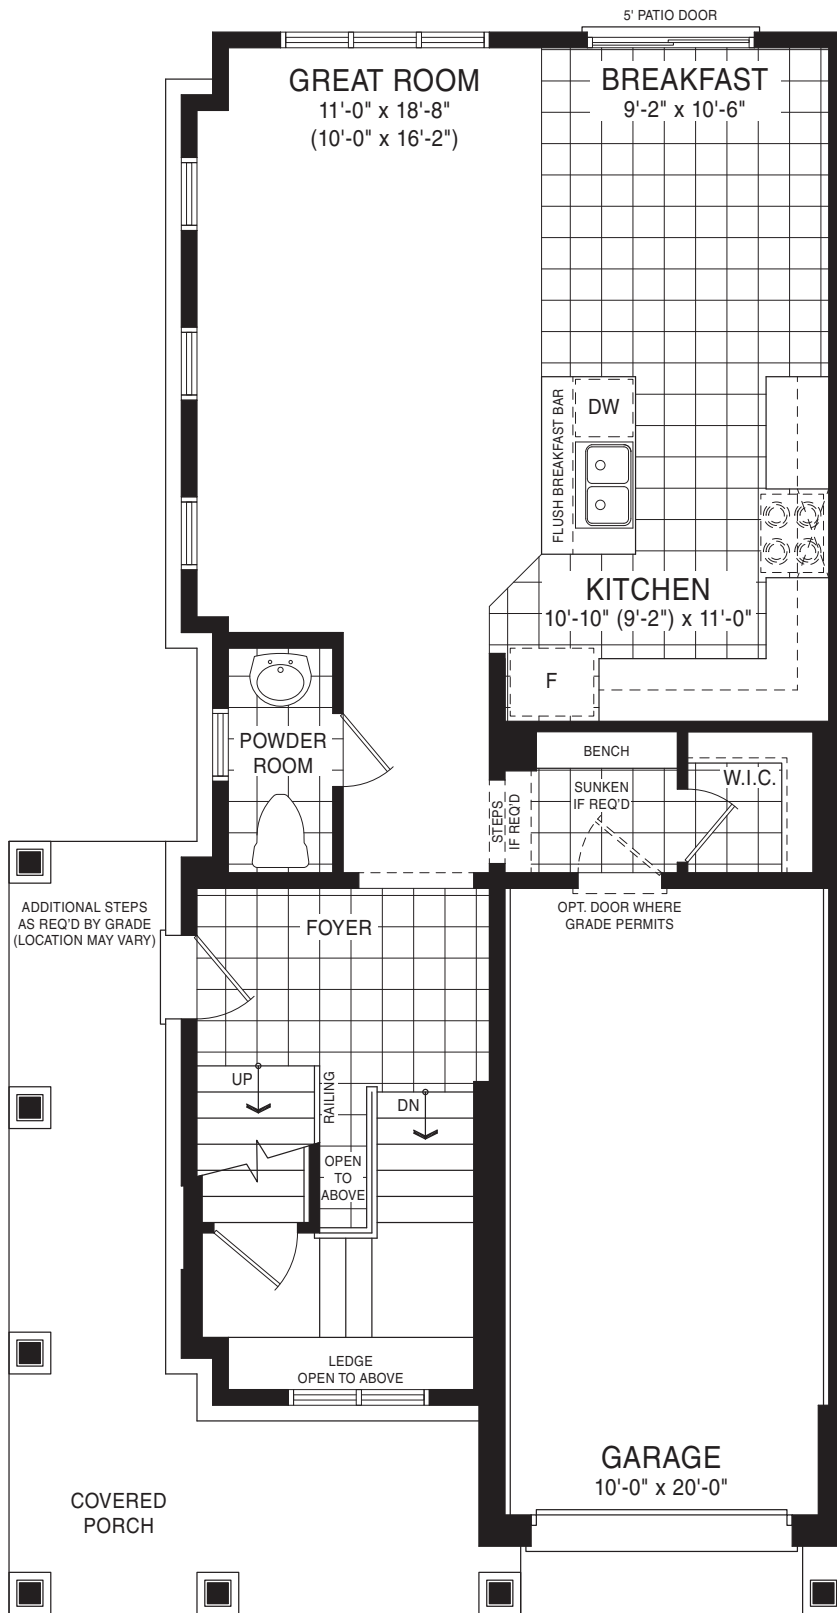 5' PATIO DOOR
GREAT ROOM
11'-0" x 18'-8"
(10'-0" x 16'-2")
BREAKFAST
9'-2" x 10'-6"
FLUSH BREAKFAST BAR
DW
KITCHEN
10'-10" (9'-2") x 11'-0"
F
POWDER
ROOM
BENCH
W.I.C.
SUNKEN
IF REQ'D
STEPS
IF REQ'D
OPT. DOOR WHERE
GRADE PERMITS
ADDITIONAL STEPS
AS REQ'D BY GRADE
(LOCATION MAY VARY)
FOYER
UP
RAILING
DN
OPEN
TO
ABOVE
LEDGE
OPEN TO ABOVE
GARAGE
10'-0" x 20'-0"
COVERED
PORCH